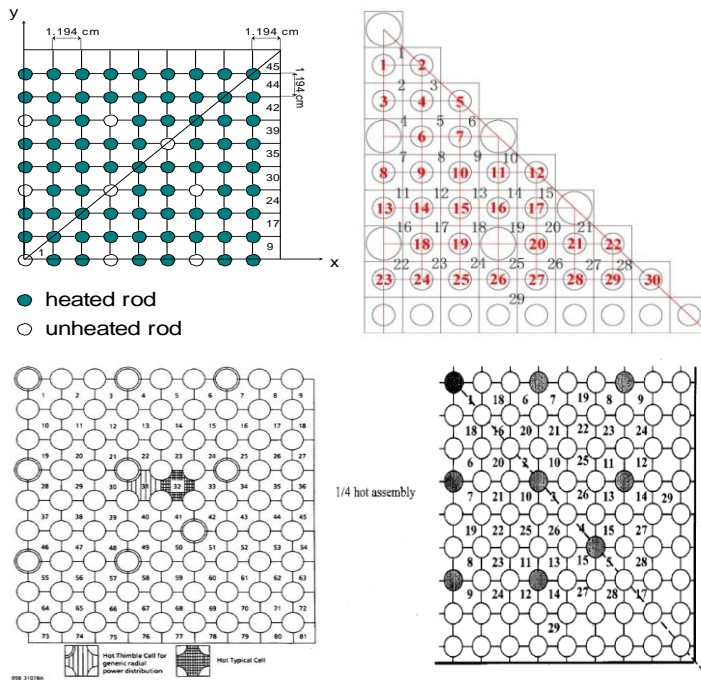 y
1.194 cm 1.194 cm
45
1.194 cm
44
42
39
35
30
24
17
9
1
x
heated rod
unheated rod
1
1 2
2 3
3 4 5
4 5 6
6 7
7 8 9 10
8 9 10 11 12
11 12 13 14 15
13 14 15 16 17
16 17 18 19 20 21
18 19 20 21 22
22 23 24 25 26 27 28
23 24 25 26 27 28 29 30
29
1 2 3 4 5 6 7 8 9
10 11 12 13 14 15 16 17 18
19 20 21 22 23 24 25 26 27
28 29 30 31 32 33 34 35 36
37 38 39 40 41 42 43 44 45
46 47 48 49 50 51 52 53 54
55 56 57 58 59 60 61 62 63
64 65 66 67 68 69 70 71 72
73 74 75 76 77 78 79 80 81
Hot Thimble Cell for
generic radial
power distribution
Hot Typical Cell
1/4 hot assembly
1 18 6 7 19 8 9
18 16 20 21 22 23 24
6 20 2 10 25 11 12
7 21 10 3 26 13 14 29
19 22 25 26 4 15 27
8 23 11 13 15 5 28
9 24 12 14 27 28 17
29